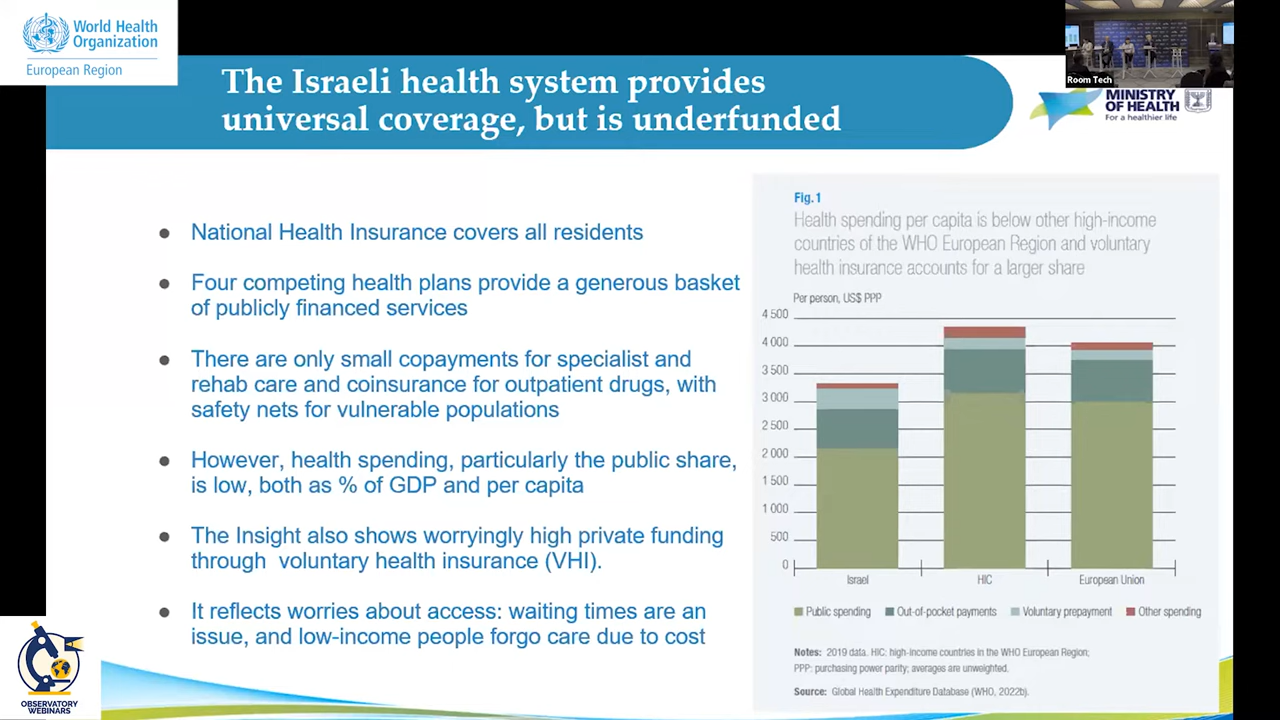 World Health
Organization
European Region
Room Tech
The Israeli health system provides
universal coverage, but is underfunded
MINISTRY
OF HEALTH
For a healthier life
● National Health Insurance covers all residents
● Four competing health plans provide a generous basket
of publicly financed services
● There are only small copayments for specialist and
rehab care and coinsurance for outpatient drugs, with
safety nets for vulnerable populations
● However, health spending, particularly the public share,
is low, both as % of GDP and per capita
● The Insight also shows worryingly high private funding
through voluntary health insurance (VHI).
● It reflects worries about access: waiting times are an
issue, and low-income people forgo care due to cost
Fig. 1
Health spending per capita is below other high-income
countries of the WHO European Region and voluntary
health insurance accounts for a larger share
Per person, US$ PPP
4 500
4 000
3 500
3 000
2 500
2 000
1 500
1 000
500
0
Israel HIC European Union
Public spending Out-of-pocket payments Voluntary prepayment Other spending
Notes: 2019 data. HIC: high-income countries in the WHO European Region;
PPP: purchasing power parity; averages are unweighted.
Source: Global Health Expenditure Database (WHO, 2022b).
OBSERVATORY
WEBINARS